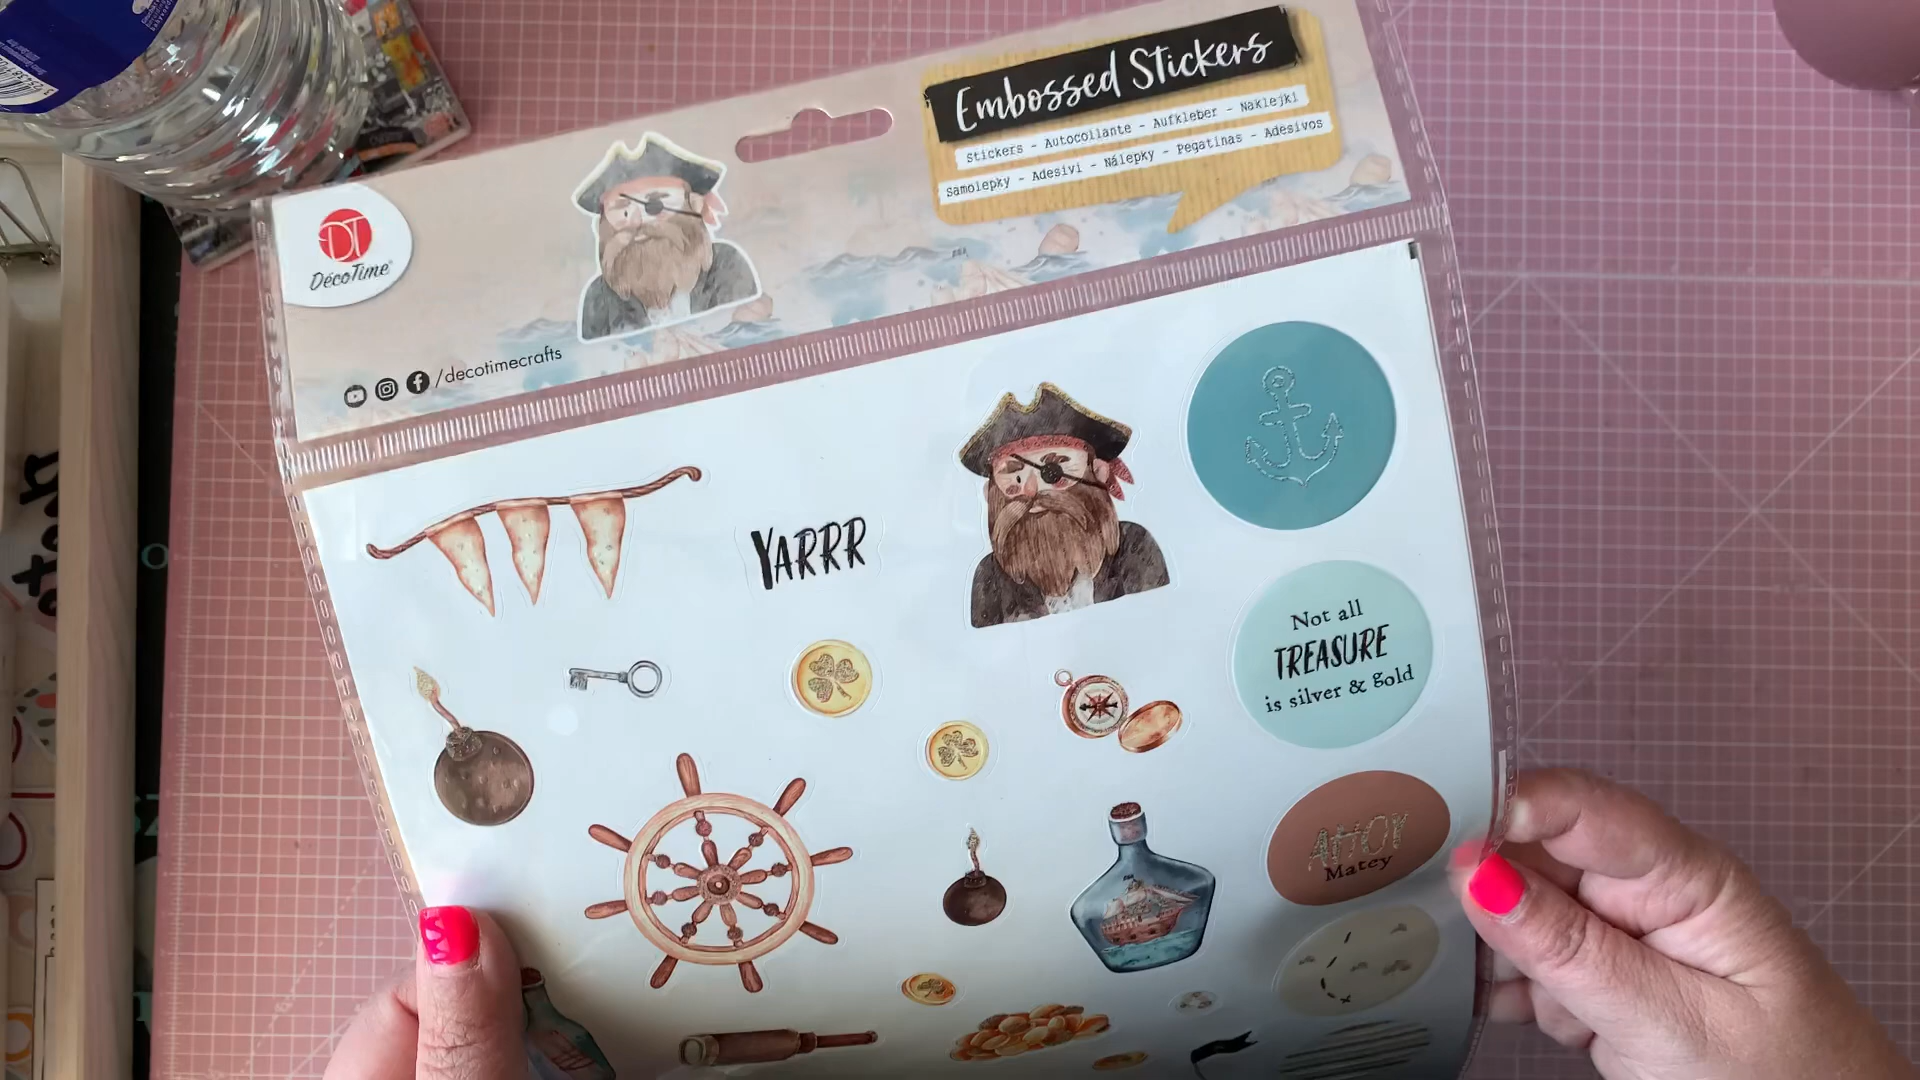 Embossed Stickers
Stickers - Autocollante - Aufkleber - Naklejki
Samolepky - Adesivi - Nálepky - Pegatinas - Adesivos
DT
DécoTime®
/decotimecrafts
YARRR
Not all
TREASURE
is silver & gold
AHOY
Matey